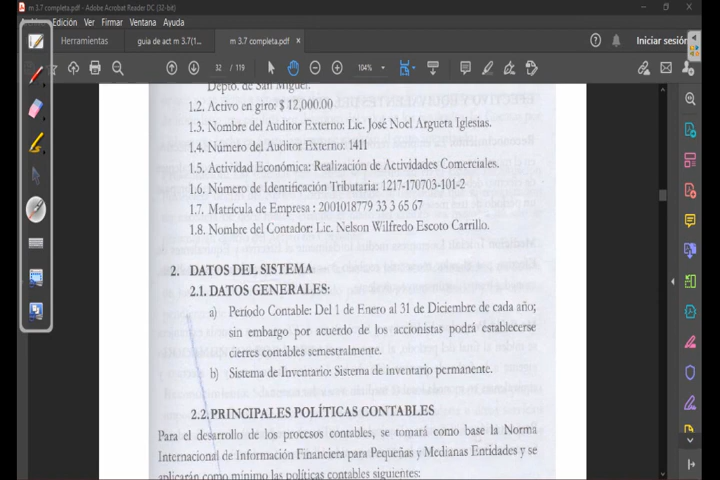 m 3.7 completa.pdf - Adobe Acrobat Reader DC (32-bit)
Edición Ver Firmar Ventana Ayuda
Herramientas
guia de act m 3.7(1...
m 3.7 completa.pdf ×
Iniciar sesión
32 / 119
104%
Depto. de San Miguel.
1.2. Activo en giro: $ 12,000.00
1.3. Nombre del Auditor Externo: Lic. José Noel Argueta Iglesias.
1.4. Número del Auditor Externo: 1411
1.5. Actividad Económica: Realización de Actividades Comerciales.
1.6. Número de Identificación Tributaria: 1217-170703-101-2
1.7. Matrícula de Empresa : 2001018779 33 3 65 67
1.8. Nombre del Contador: Lic. Nelson Wilfredo Escoto Carrillo.
2. DATOS DEL SISTEMA
2.1. DATOS GENERALES:
a) Período Contable: Del 1 de Enero al 31 de Diciembre de cada año;
sin embargo por acuerdo de los accionistas podrá establecerse
cierres contables semestralmente.
b) Sistema de Inventario: Sistema de inventario permanente.
2.2. PRINCIPALES POLÍTICAS CONTABLES
Para el desarrollo de los procesos contables, se tomará como base la Norma
Internacional de Información Financiera para Pequeñas y Medianas Entidades y se
aplicarán como mínimo las políticas contables siguientes: